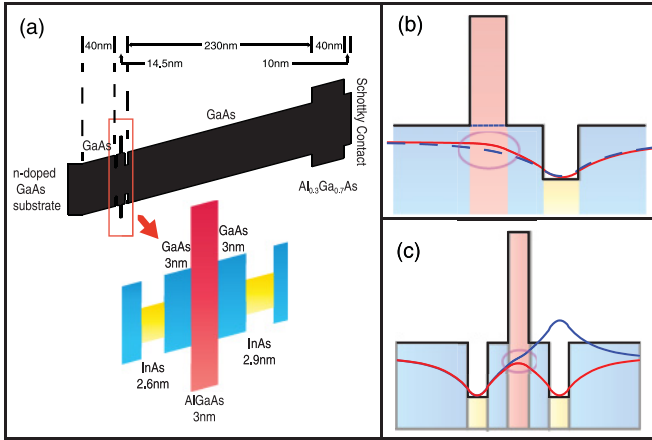 (a)
40nm
230nm
40nm
14.5nm
10nm
GaAs
GaAs
Schottky Contact
n-doped
GaAs
substrate
Al0.3Ga0.7As
GaAs
3nm
GaAs
3nm
InAs
2.6nm
InAs
2.9nm
AlGaAs
3nm
(b)
(c)